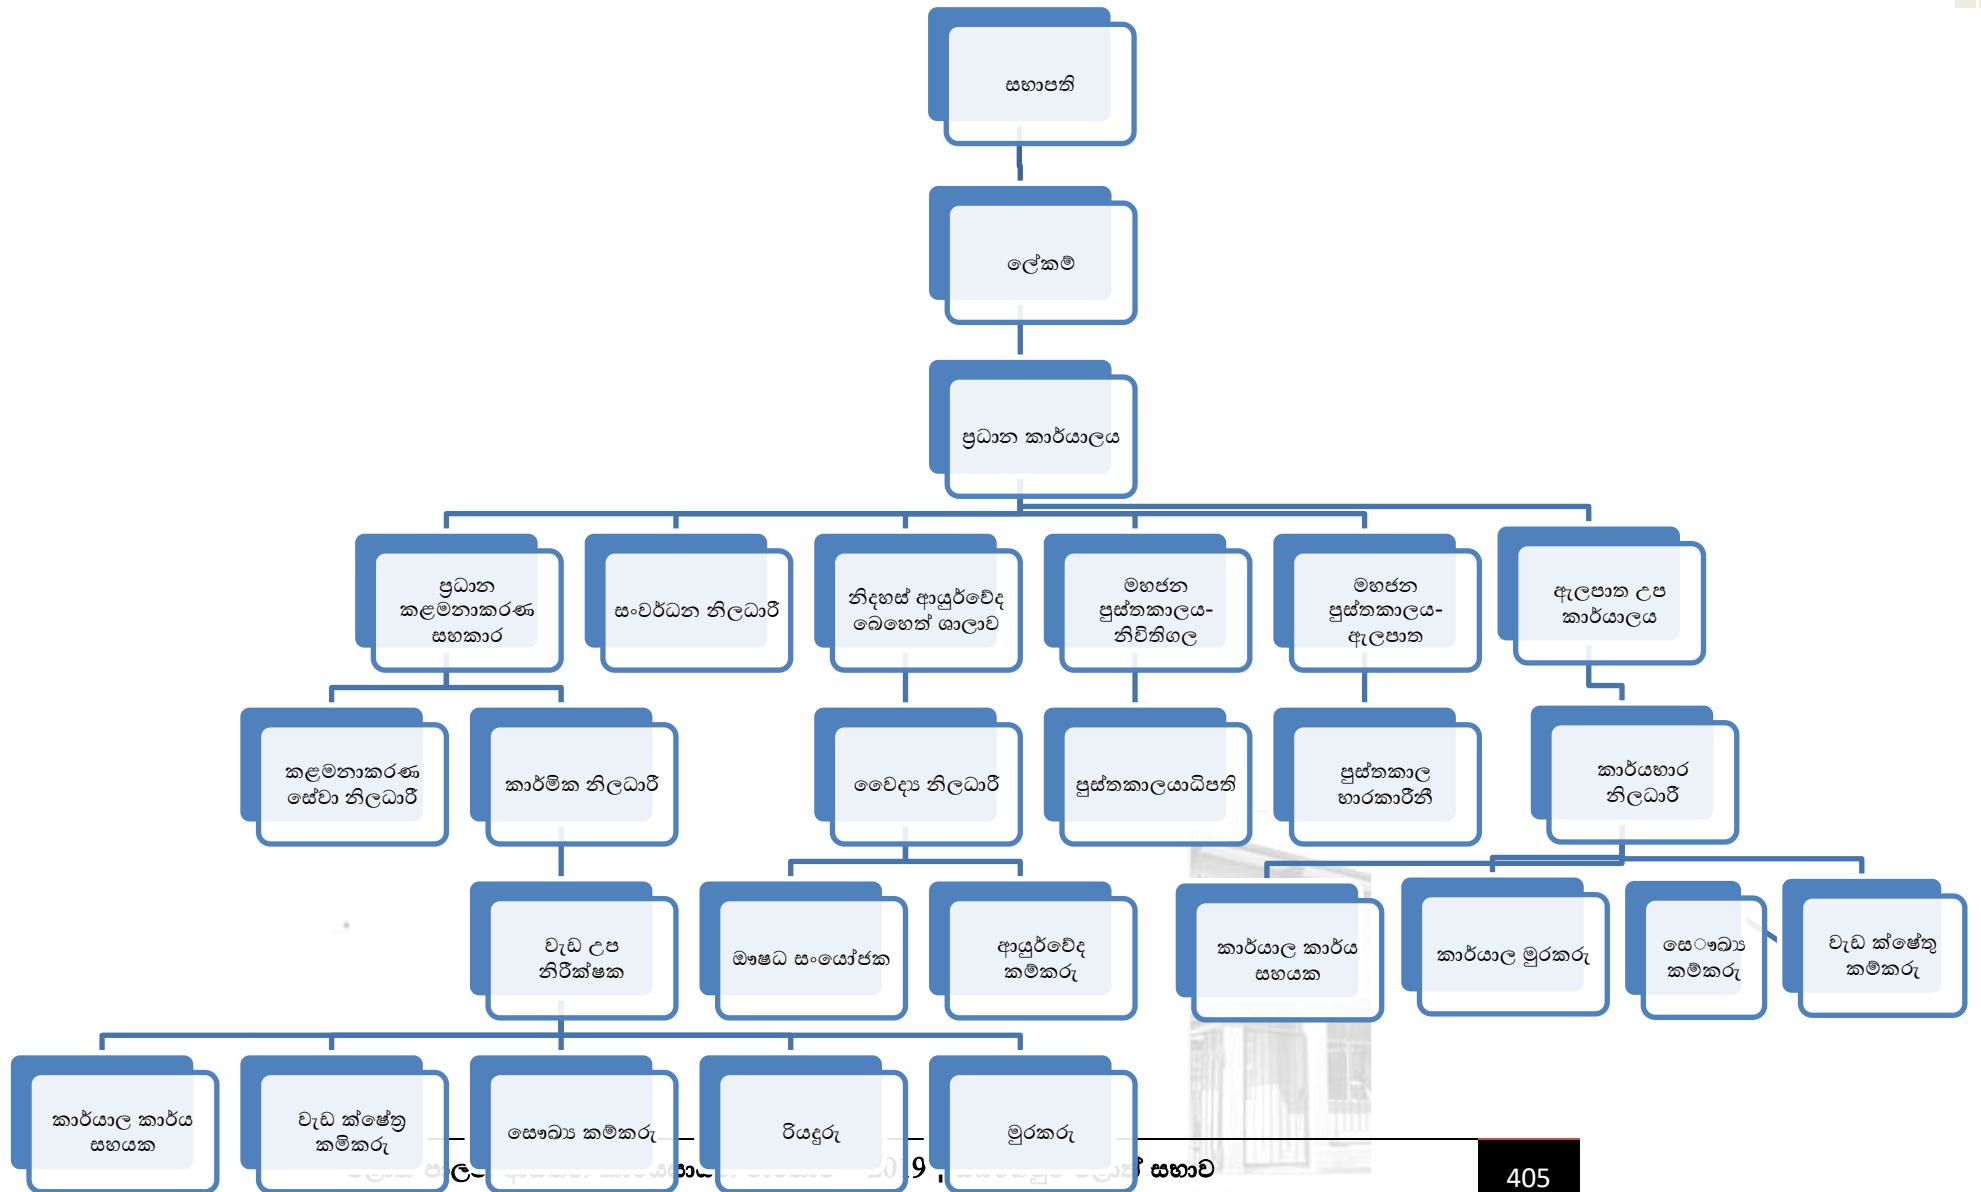 සභාපති
ලේකම්
ප්‍රධාන කාර්යාලය
ප්‍රධාන
කළමනාකරණ
සහකාර
සංවර්ධන නිලධාරී
නිදහස් ආයුර්වේද
බෙහෙත් ශාලාව
මහජන
පුස්තකාලය-
නිවිතිගල
මහජන
පුස්තකාලය-
ඇලපාත
ඇලපාත උප
කාර්යාලය
කළමනාකරණ
සේවා නිලධාරී
කාර්මික නිලධාරී
වෛද්‍ය නිලධාරී
පුස්තකාලයාධිපති
පුස්තකාල
භාරකාරීනී
කාර්යභාර
නිලධාරී
වැඩ උප
නිරීක්ෂක
ඖෂධ සංයෝජක
ආයුර්වේද
කම්කරු
කාර්යාල කාර්ය
සහයක
කාර්යාල මුරකරු
සෞඛ්‍ය
කම්කරු
වැඩ ක්ෂේතු
කම්කරු
කාර්යාල කාර්ය
සහයක
වැඩ ක්ෂේත්‍ර
කම්කරු
සෞඛ්‍ය කම්කරු
රියදුරු
මුරකරු
සභාව
405